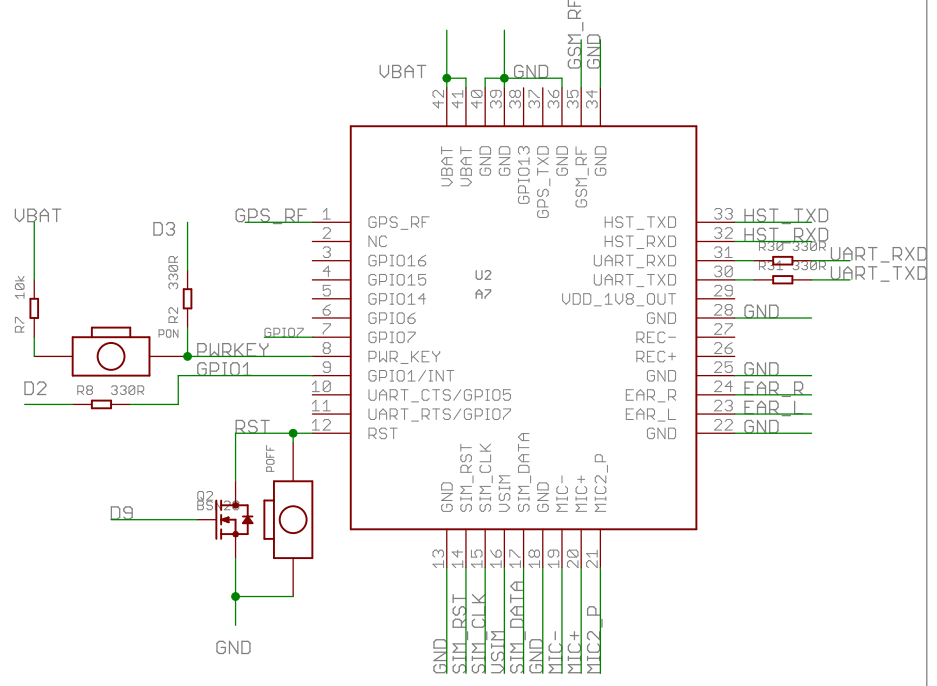 GSM_RF
GND
VBAT
GND
42
41
40
39
38
37
36
35
34
VBAT
VBAT
GND
GND
GPIO13
GPS_TXD
GND
GSM_RF
GND
VBAT
D3
R7 10k
R2 330R
PON
PWRKEY
GPIO1
D2
R8 330R
GPS_RF 1 GPS_RF
2 NC
3 GPIO16
4 GPIO15
5 GPIO14
6 GPIO6
GPIO7 7 GPIO7
8 PWR_KEY
9 GPIO1/INT
10 UART_CTS/GPIO5
11 UART_RTS/GPIO7
RST 12 RST
U2
A7
HST_TXD 33 HST_TXD
HST_RXD 32 HST_RXD
UART_RXD 31 R30 330R UART_RXD
UART_TXD 30 R31 330R UART_TXD
VDD_1V8_OUT 29
GND 28 GND
REC- 27
REC+ 26
GND 25 GND
EAR_R 24 EAR_R
EAR_L 23 EAR_L
GND 22 GND
POFF
Q2
D9
GND
GND
SIM_RST
SIM_CLK
VSIM
SIM_DATA
GND
MIC-
MIC+
MIC2_P
13
14
15
16
17
18
19
20
21
GND
SIM_RST
SIM_CLK
VSIM
SIM_DATA
GND
MIC-
MIC+
MIC2_P